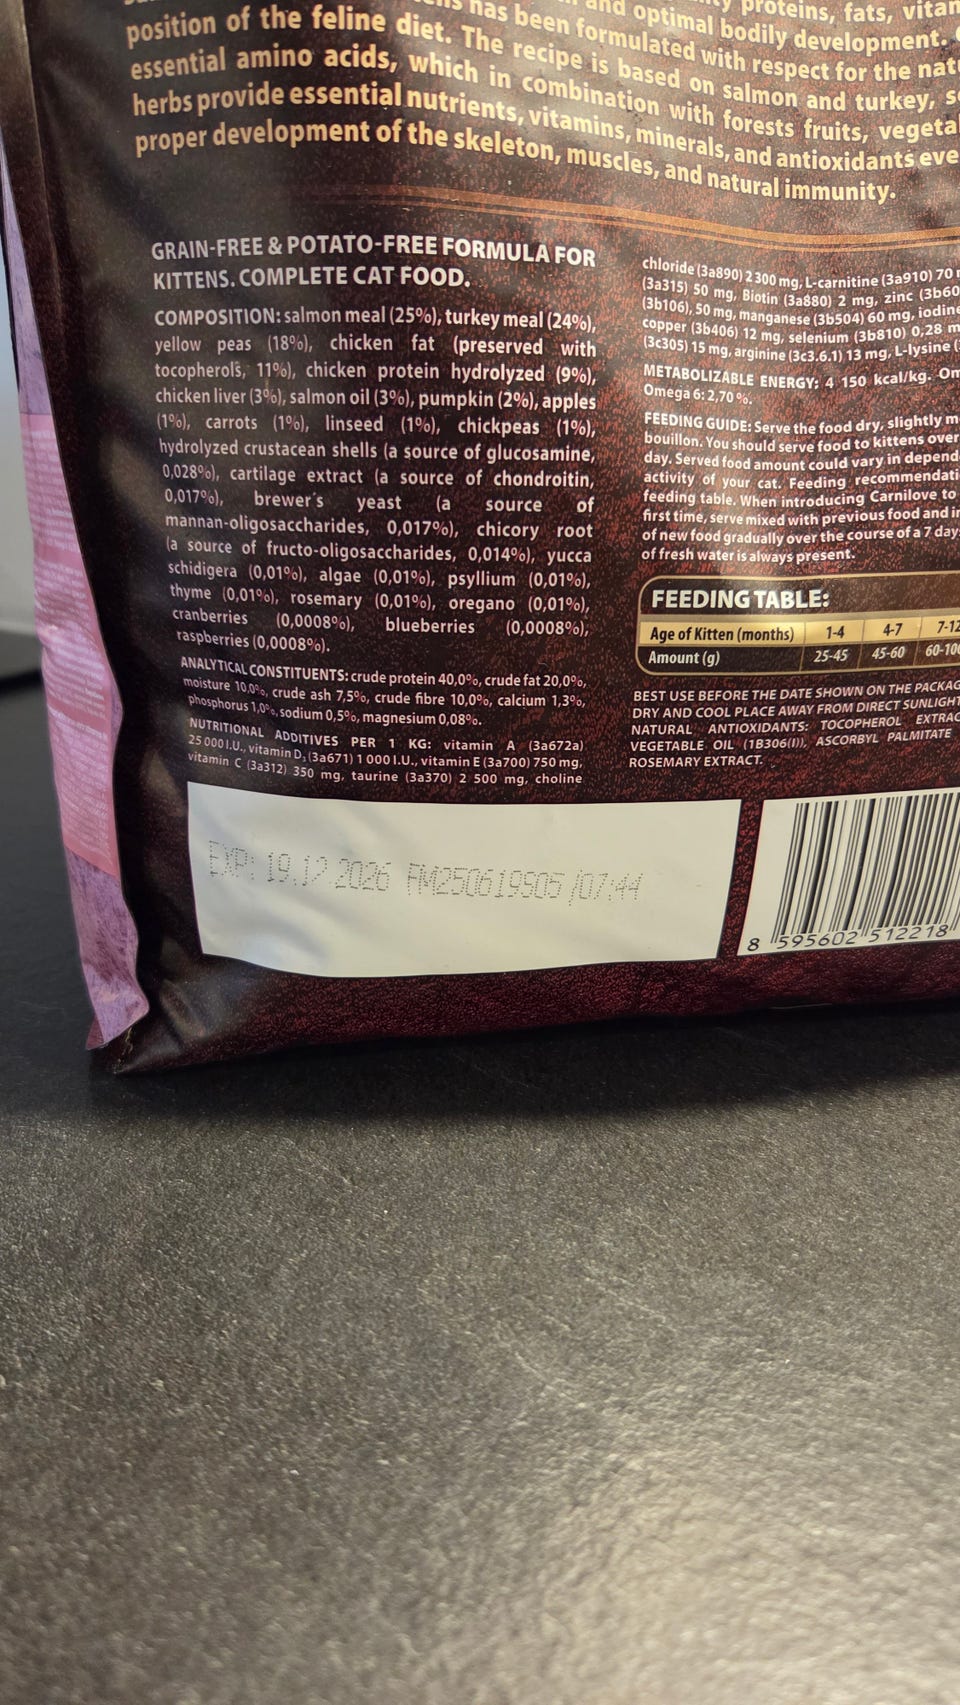 position of the feline diet. The recipe is based on salmon and turkey,
essential amino acids, which in combination with forests fruits,
herbs provide essential nutrients, vitamins, minerals, and antioxidants
proper development of the skeleton, muscles, and natural immunity.
has been formulated with respect for the
and optimal bodily development.
proteins, fats,
GRAIN-FREE & POTATO-FREE FORMULA FOR
KITTENS. COMPLETE CAT FOOD.
COMPOSITION: salmon meal (25%), turkey meal (24%),
yellow peas (18%), chicken fat (preserved with
tocopherols, 11%), chicken protein hydrolyzed (9%),
chicken liver (3%), salmon oil (3%), pumpkin (2%), apples
(1%), carrots (1%), linseed (1%), chickpeas (1%),
hydrolyzed crustacean shells (a source of glucosamine,
0,028%), cartilage extract (a source of chondroitin,
0,017%), brewer's yeast (a source of
mannan-oligosaccharides, 0,017%), chicory root
(a source of fructo-oligosaccharides, 0,014%), yucca
schidigera (0,01%), algae (0,01%), psyllium (0,01%),
thyme (0,01%), rosemary (0,01%), oregano (0,01%),
cranberries (0,0008%), blueberries (0,0008%),
raspberries (0,0008%).
ANALYTICAL CONSTITUENTS: crude protein 40,0%, crude fat 20,0%,
moisture 10,0%, crude ash 7,5%, crude fibre 10,0%, calcium 1,3%,
phosphorus 1,0%, sodium 0,5%, magnesium 0,08%.
NUTRITIONAL ADDITIVES PER 1 KG: vitamin A (3a672a)
25 000 I.U., vitamin D₃ (3a671) 1 000 I.U., vitamin E (3a700) 750 mg,
vitamin C (3a312) 350 mg, taurine (3a370) 2 500 mg, choline
chloride (3a890) 2 300 mg, L-carnitine (3a910) 70
(3a315) 50 mg, Biotin (3a880) 2 mg, zinc
(3b106), 50 mg, manganese (3b504) 60 mg,
copper (3b406) 12 mg, selenium (3b810) 0,28
(3c305) 15 mg, arginine (3c3.6.1) 13 mg, L-lysine
METABOLIZABLE ENERGY: 4 150 kcal/kg.
Omega 6: 2,70 %.
FEEDING GUIDE: Serve the food dry, slightly
bouillon. You should serve food to kittens over
day. Served food amount could vary in
activity of your cat. Feeding
feeding table. When introducing Carnilove to
first time, serve mixed with previous food and
of new food gradually over the course of a 7
of fresh water is always present.
FEEDING TABLE:
Age of Kitten (months) 1-4 4-7 7-12
Amount (g) 25-45 45-60
BEST USE BEFORE THE DATE SHOWN ON THE
DRY AND COOL PLACE AWAY FROM DIRECT
NATURAL ANTIOXIDANTS: TOCOPHEROL
VEGETABLE OIL (1B306(I)), ASCORBYL PALMITATE
ROSEMARY EXTRACT.
EXP: 19.12.2026 FM250619S05 /07:44
8 595602 512218